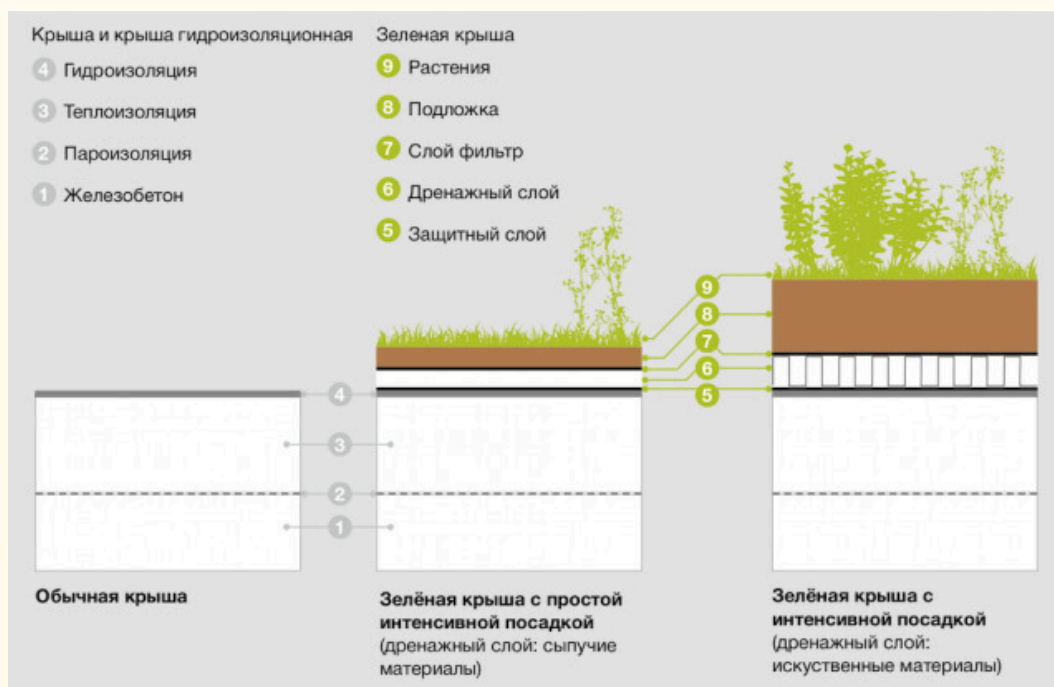 Крыша и крыша гидроизоляционная
4 Гидроизоляция
3 Теплоизоляция
2 Пароизоляция
1 Железобетон
Зеленая крыша
9 Растения
8 Подложка
7 Слой фильтр
6 Дренажный слой
5 Защитный слой
9
8
7
6
5
4
3
2
1
Обычная крыша
Зелёная крыша с простой
интенсивной посадкой
(дренажный слой: сыпучие
материалы)
Зелёная крыша с
интенсивной посадкой
(дренажный слой:
искуственные материалы)